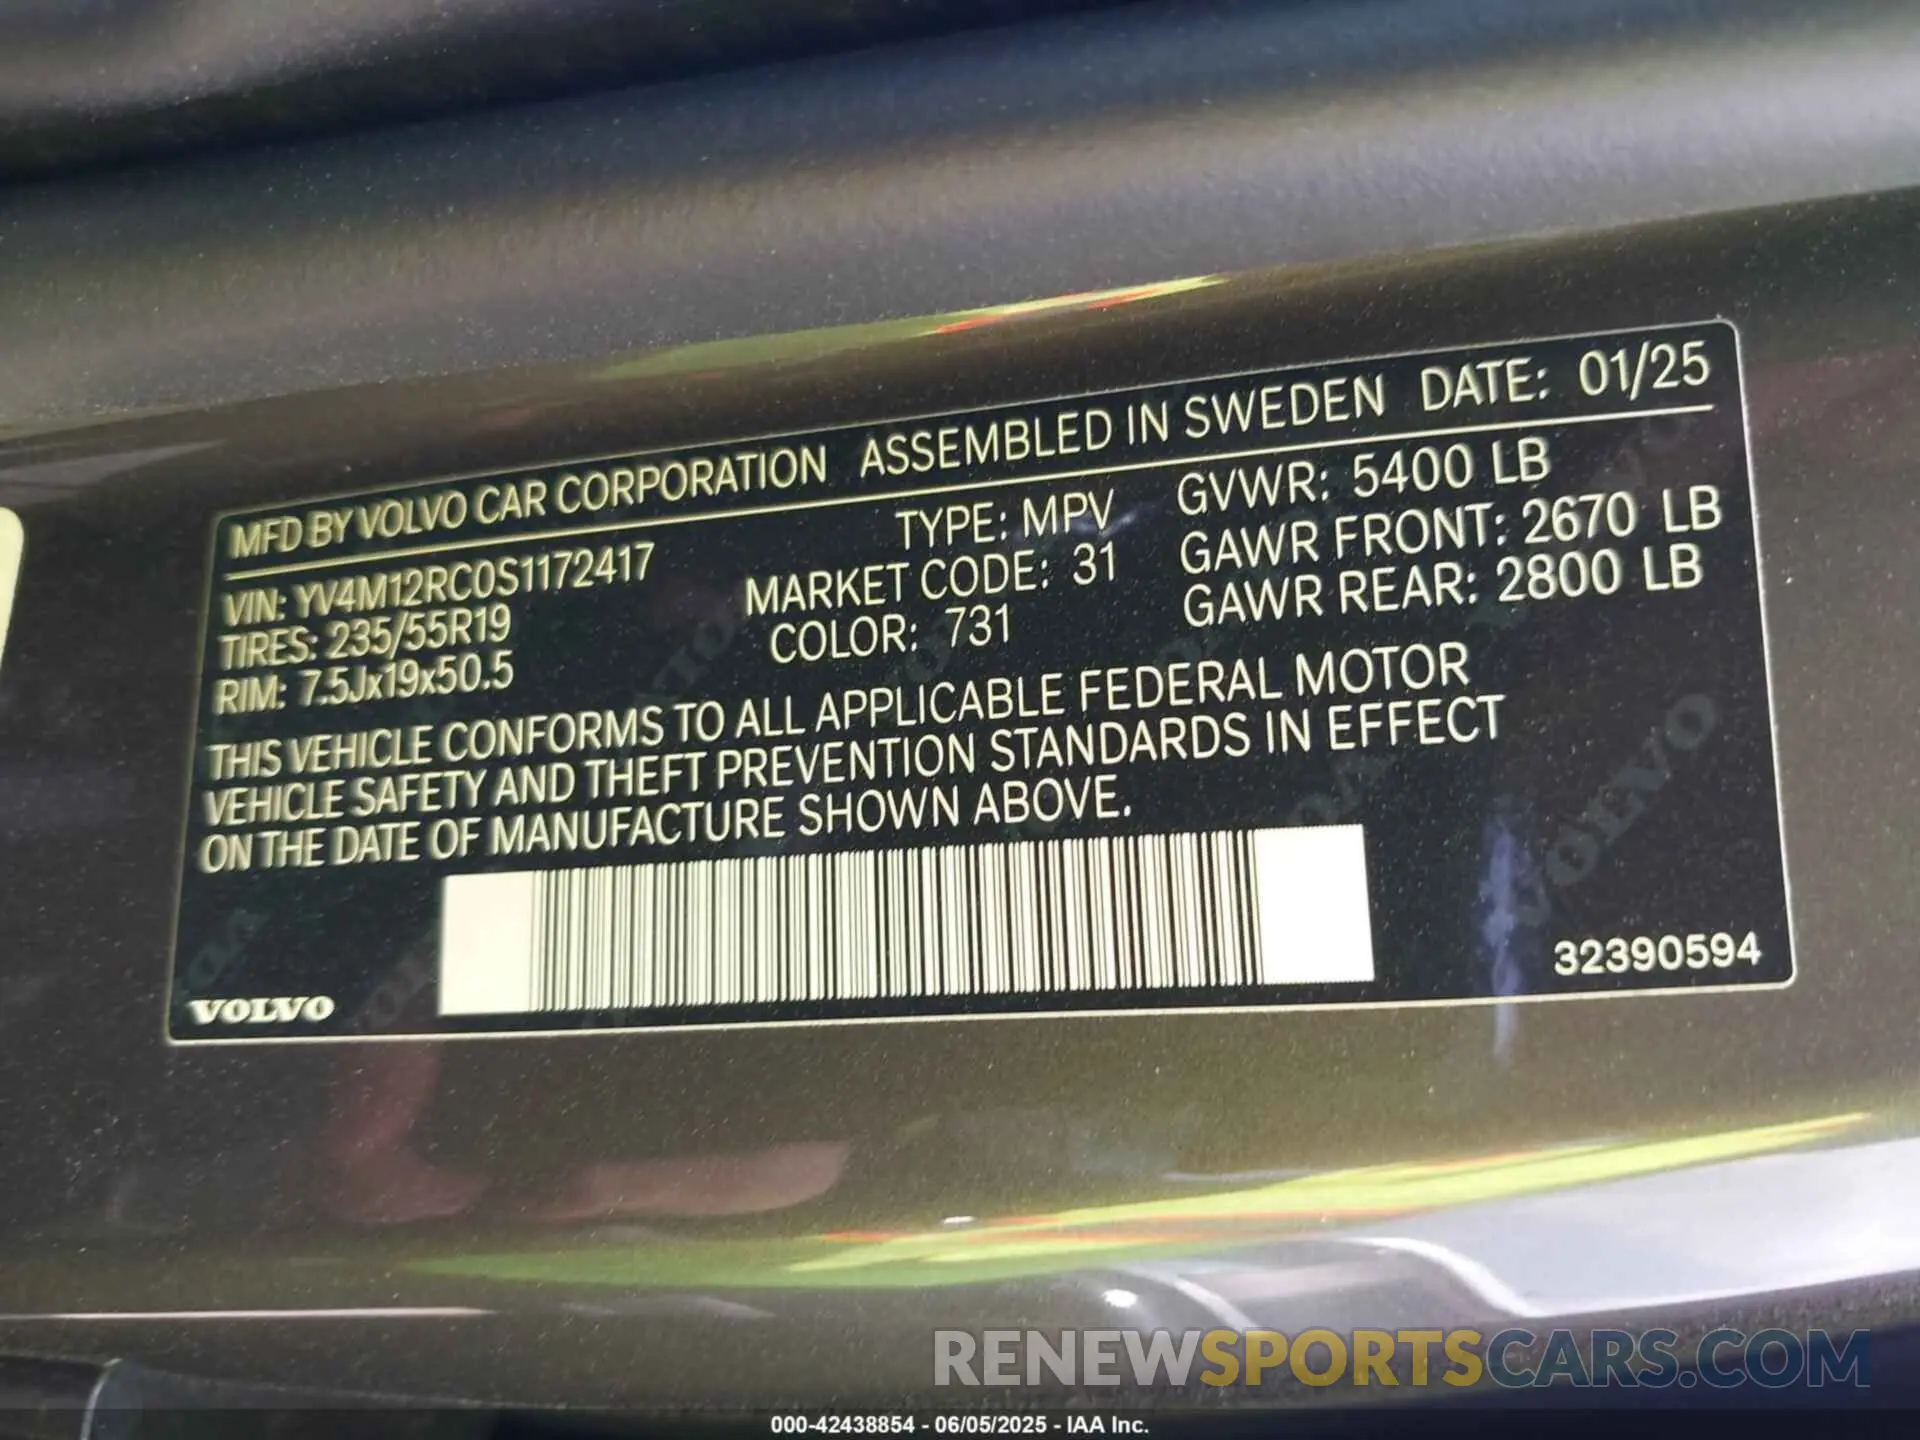 MFD BY VOLVO CAR CORPORATION ASSEMBLED IN SWEDEN DATE: 01/25
VIN: YV4M12RC0S1172417 TYPE: MPV GVWR: 5400 LB
TIRES: 235/55R19 MARKET CODE: 31 GAWR FRONT: 2670 LB
RIM: 7.5Jx19x50.5 COLOR: 731 GAWR REAR: 2800 LB
THIS VEHICLE CONFORMS TO ALL APPLICABLE FEDERAL MOTOR
VEHICLE SAFETY AND THEFT PREVENTION STANDARDS IN EFFECT
ON THE DATE OF MANUFACTURE SHOWN ABOVE.
VOLVO
32390594
VOLVO
RENEWSPORTSCARS.COM
000-42438854 - 06/05/2025 - IAA Inc.